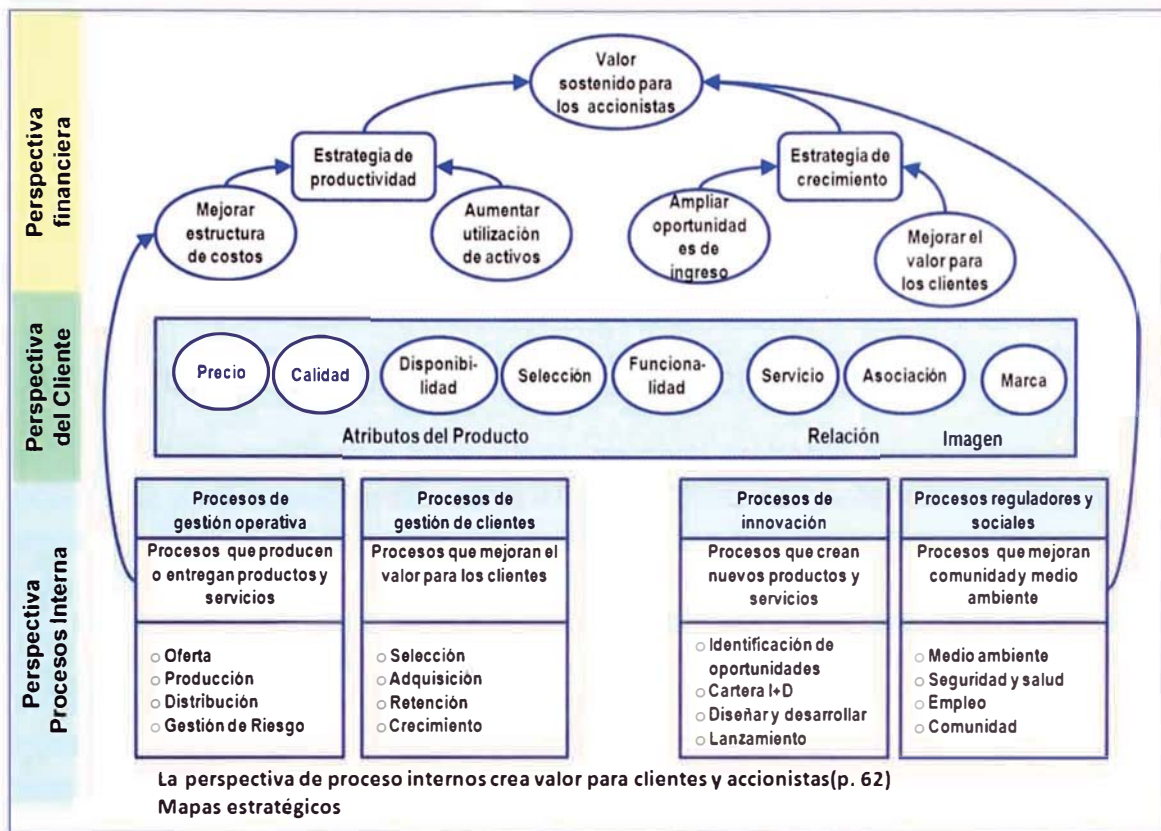 Perspectiva
financiera
Valor
sostenido para
los accionistas
Estrategia de
productividad
Estrategia de
crecimiento
Mejorar
estructura
de costos
Aumentar
utilización
de activos
Ampliar
oportunidad
es de
ingreso
Mejorar el
valor para
los clientes
Perspectiva
del Cliente
Precio
Calidad
Disponibi-
lidad
Selección
Funciona-
lidad
Servicio
Asociación
Marca
Atributos del Producto
Relación
Imagen
Perspectiva
Procesos Interna
Procesos de
gestión operativa
Procesos que producen
o entregan productos y
servicios
○ Oferta
○ Producción
○ Distribución
○ Gestión de Riesgo
Procesos de
gestión de clientes
Procesos que mejoran el
valor para los clientes
○ Selección
○ Adquisición
○ Retención
○ Crecimiento
Procesos de
innovación
Procesos que crean
nuevos productos y
servicios
○ Identificación de
oportunidades
○ Cartera I+D
○ Diseñar y desarrollar
○ Lanzamiento
Procesos reguladores y
sociales
Procesos que mejoran
comunidad y medio
ambiente
○ Medio ambiente
○ Seguridad y salud
○ Empleo
○ Comunidad
La perspectiva de proceso internos crea valor para clientes y accionistas(p. 62)
Mapas estratégicos